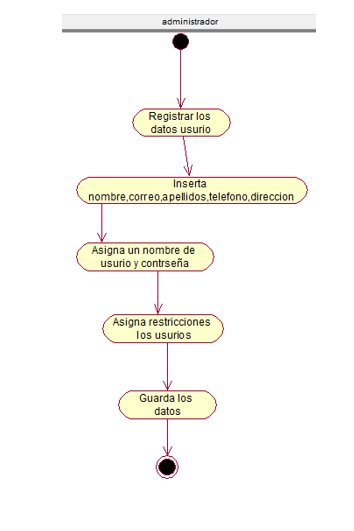 administrador
Registrar los
datos usurio
Inserta
nombre,correo,apellidos,telefono,direccion
Asigna un nombre de
usurio y contrseña
Asigna restricciones
los usurios
Guarda los
datos